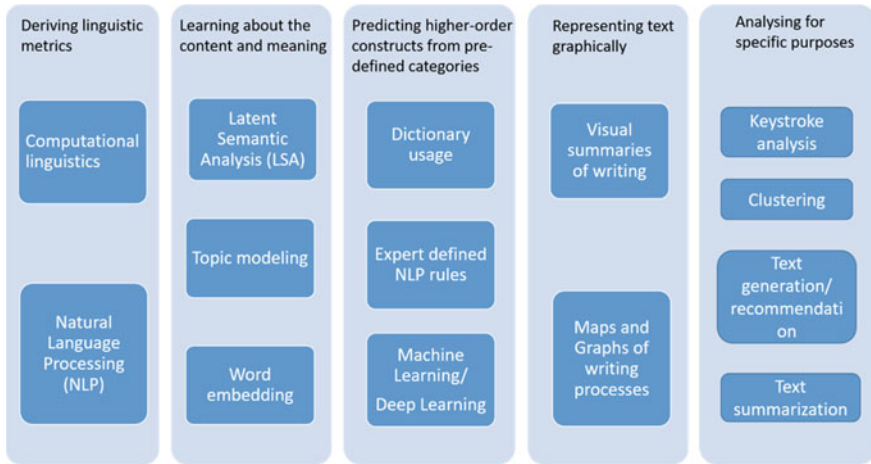 Deriving linguistic
metrics
Computational
linguistics
Natural
Language
Processing
(NLP)
Learning about the
content and meaning
Latent
Semantic
Analysis (LSA)
Topic modeling
Word
embedding
Predicting higher-order
constructs from pre-
defined categories
Dictionary
usage
Expert defined
NLP rules
Machine
Learning/
Deep Learning
Representing text
graphically
Visual
summaries
of writing
Maps and
Graphs of
writing
processes
Analysing for
specific purposes
Keystroke
analysis
Clustering
Text
generation/
recommendati
on
Text
summarization